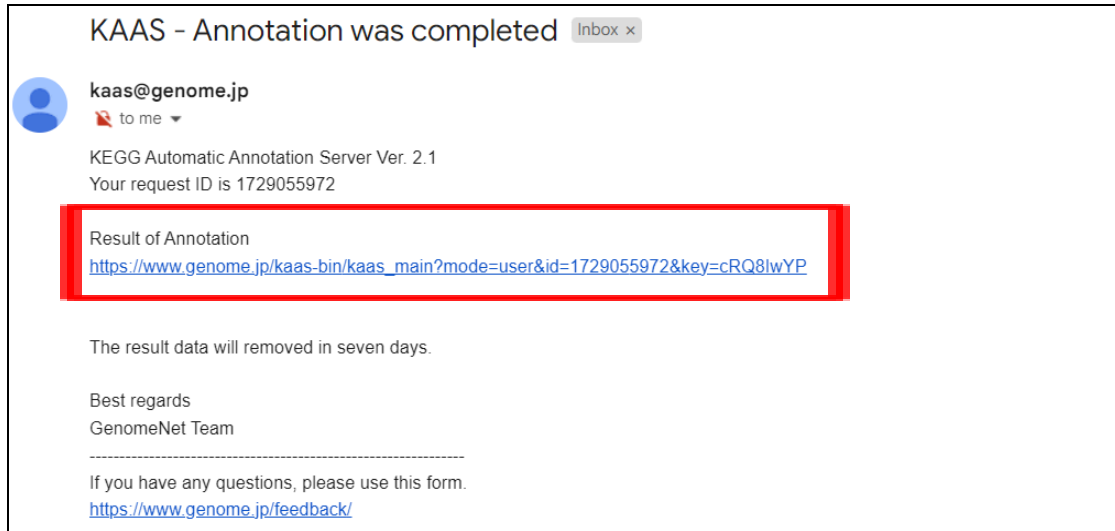 KAAS - Annotation was completed Inbox ×
kaas@genome.jp
to me
KEGG Automatic Annotation Server Ver. 2.1
Your request ID is 1729055972
Result of Annotation
https://www.genome.jp/kaas-bin/kaas_main?mode=user&id=1729055972&key=cRQ8IwYP
The result data will removed in seven days.
Best regards
GenomeNet Team
----------------------------------------------------------------
If you have any questions, please use this form.
https://www.genome.jp/feedback/